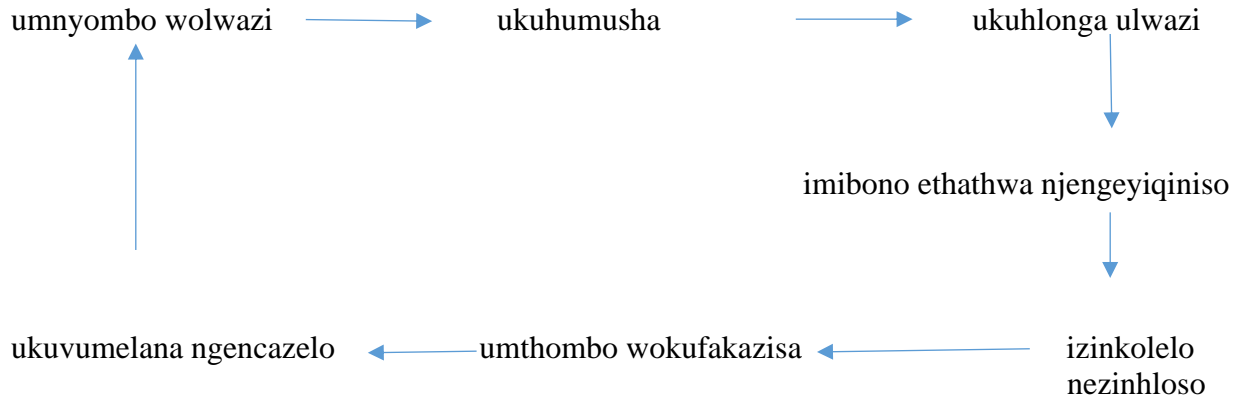 umnyombo wolwazi
ukuhumusha
ukuhlonga ulwazi
imibono ethathwa njengeyiqiniso
izinkolelo
nezinhloso
umthombo wokufakazisa
ukuvumelana ngencazelo